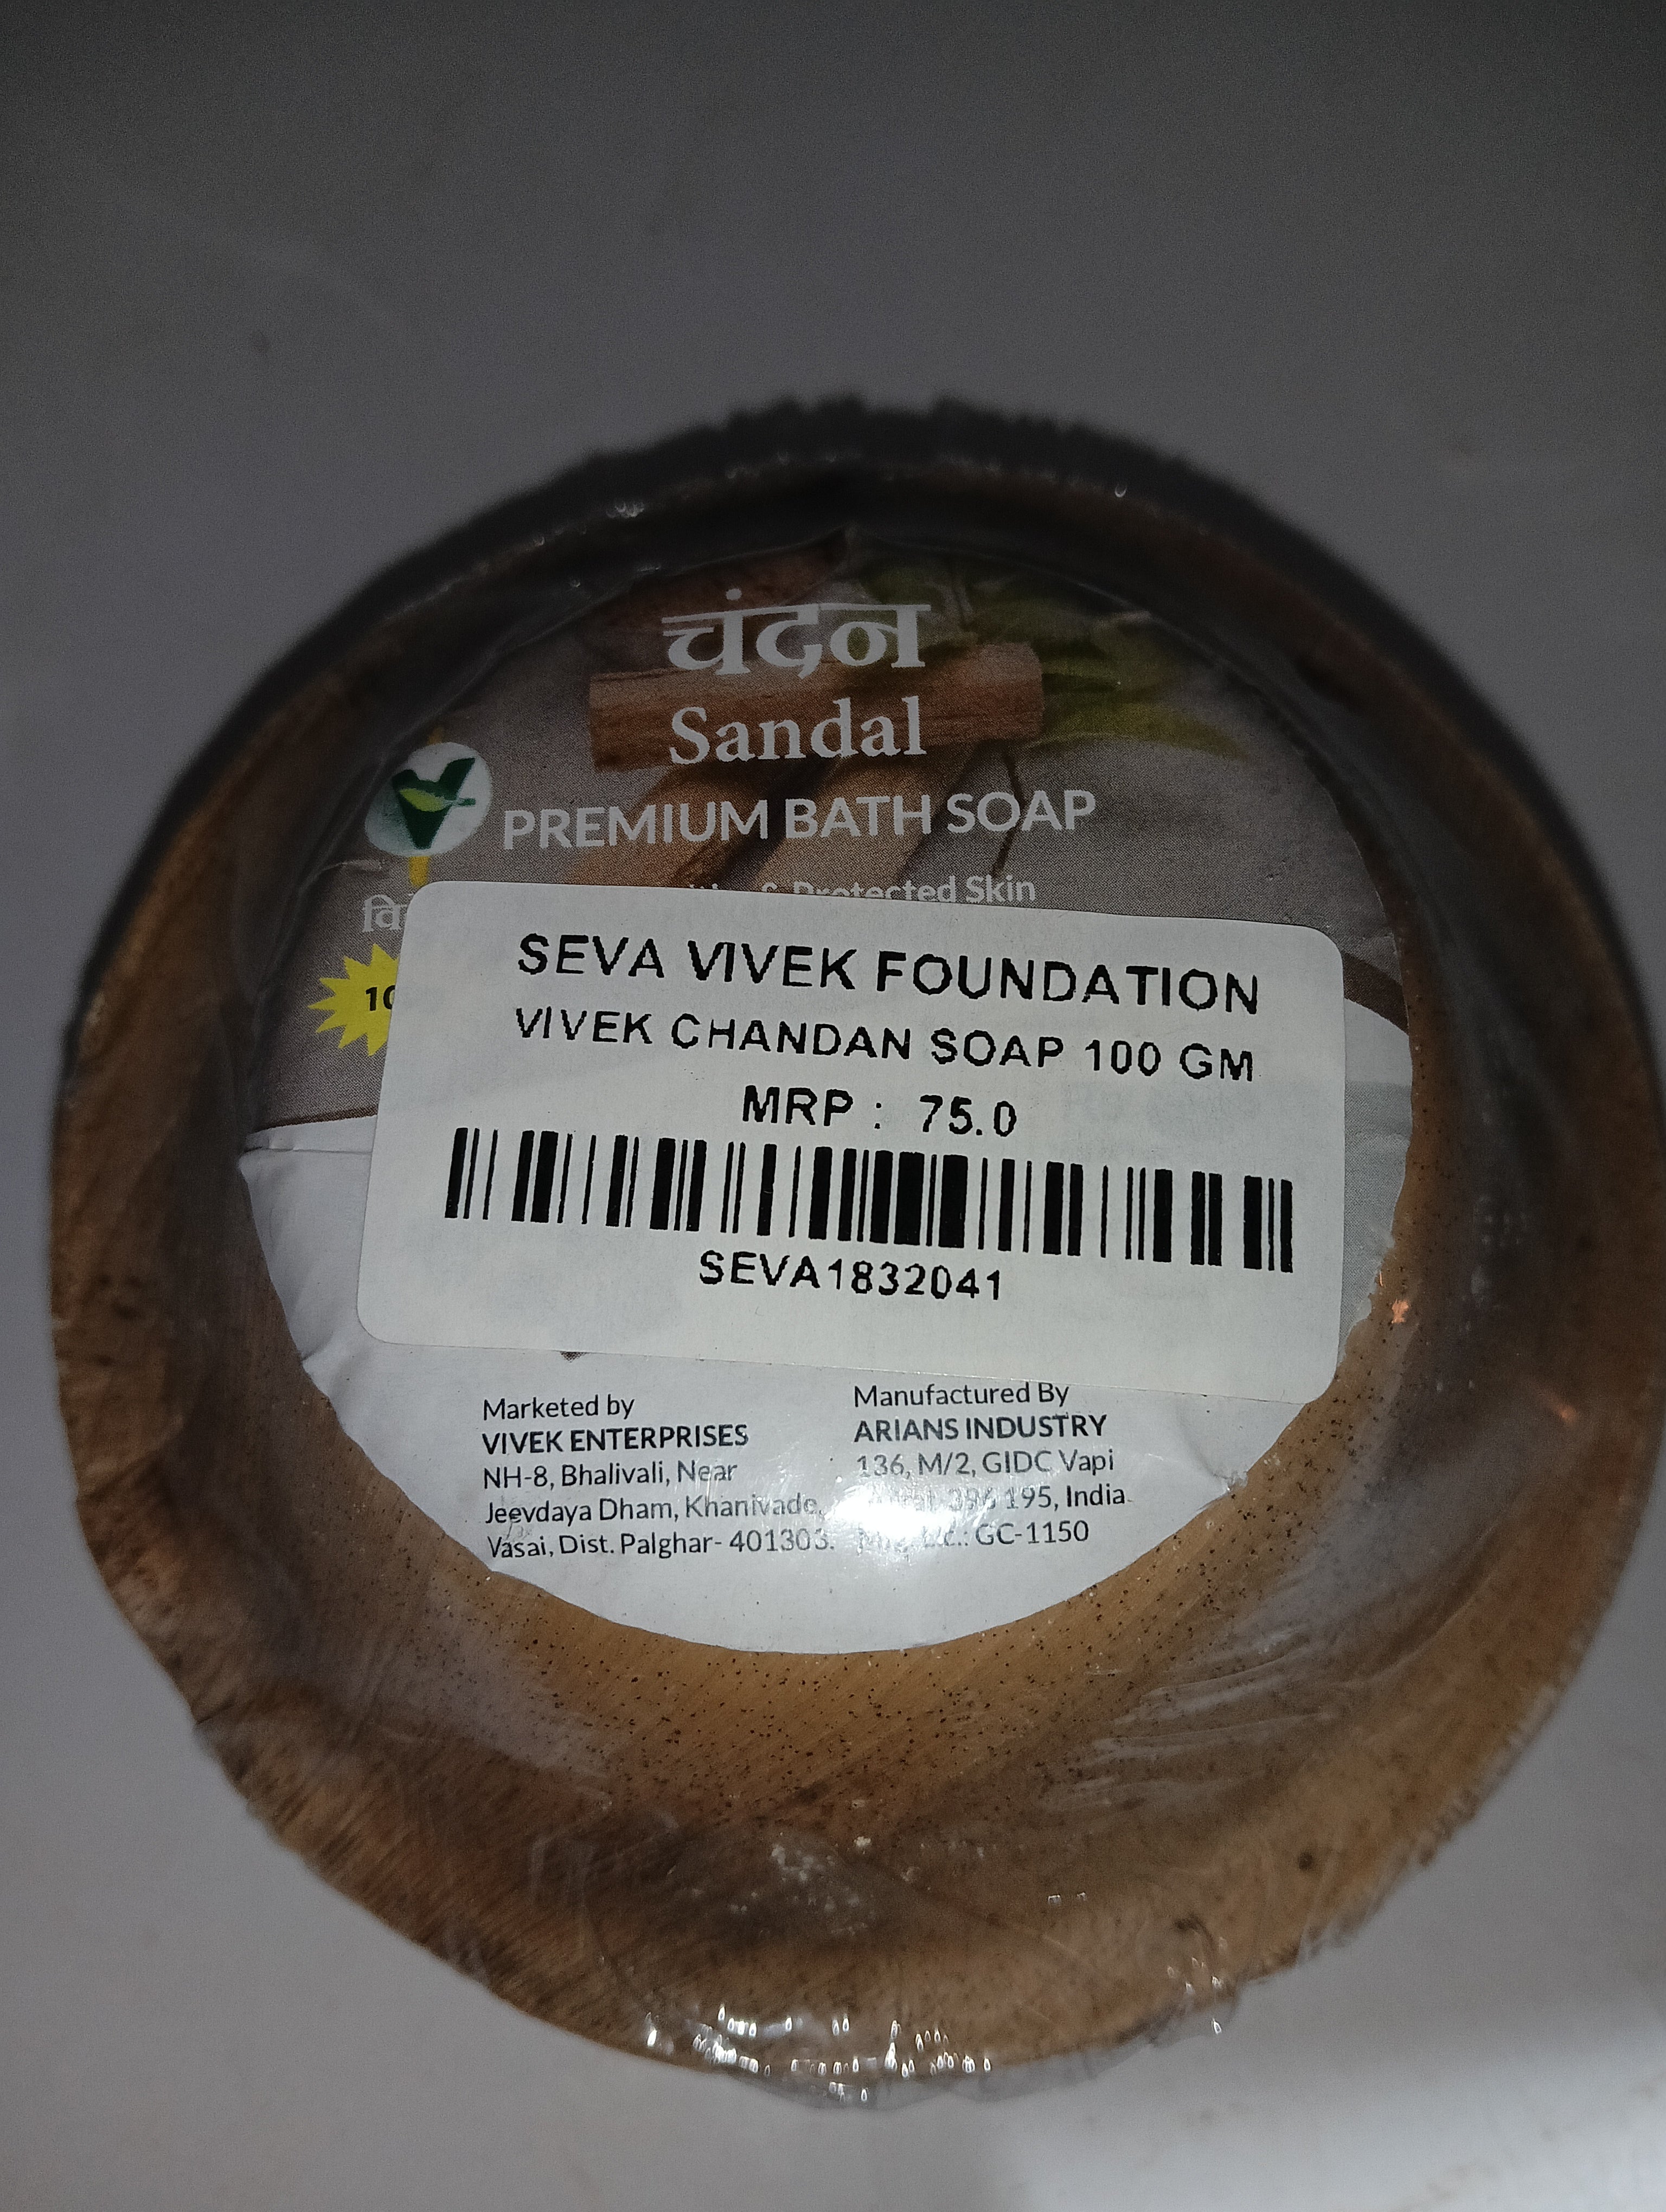 चंदन
Sandal
PREMIUM BATH SOAP
& Protected Skin
SEVA VIVEK FOUNDATION
VIVEK CHANDAN SOAP 100 GM
MRP : 75.0
SEVA1832041
Marketed by
VIVEK ENTERPRISES
NH-8, Bhalivali, Near
Jeevdaya Dham, Khanivade,
Vasai, Dist. Palghar- 401303.
Manufactured By
ARIANS INDUSTRY
136, M/2, GIDC Vapi
396 195, India.
GC-1150